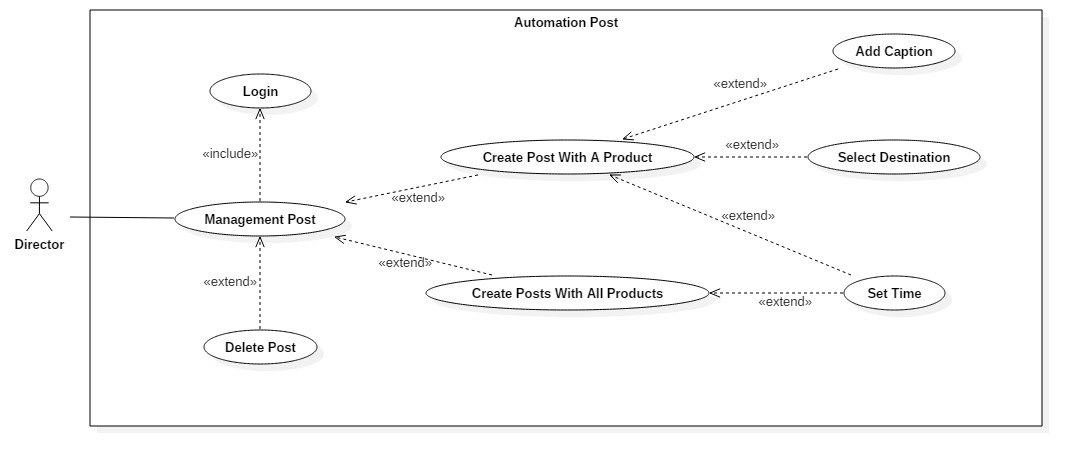 Automation Post
Add Caption
«extend»
Login
«include»
Create Post With A Product
«extend»
Select Destination
«extend»
Management Post
«extend»
Director
«extend»
«extend»
Create Posts With All Products
«extend»
Set Time
Delete Post